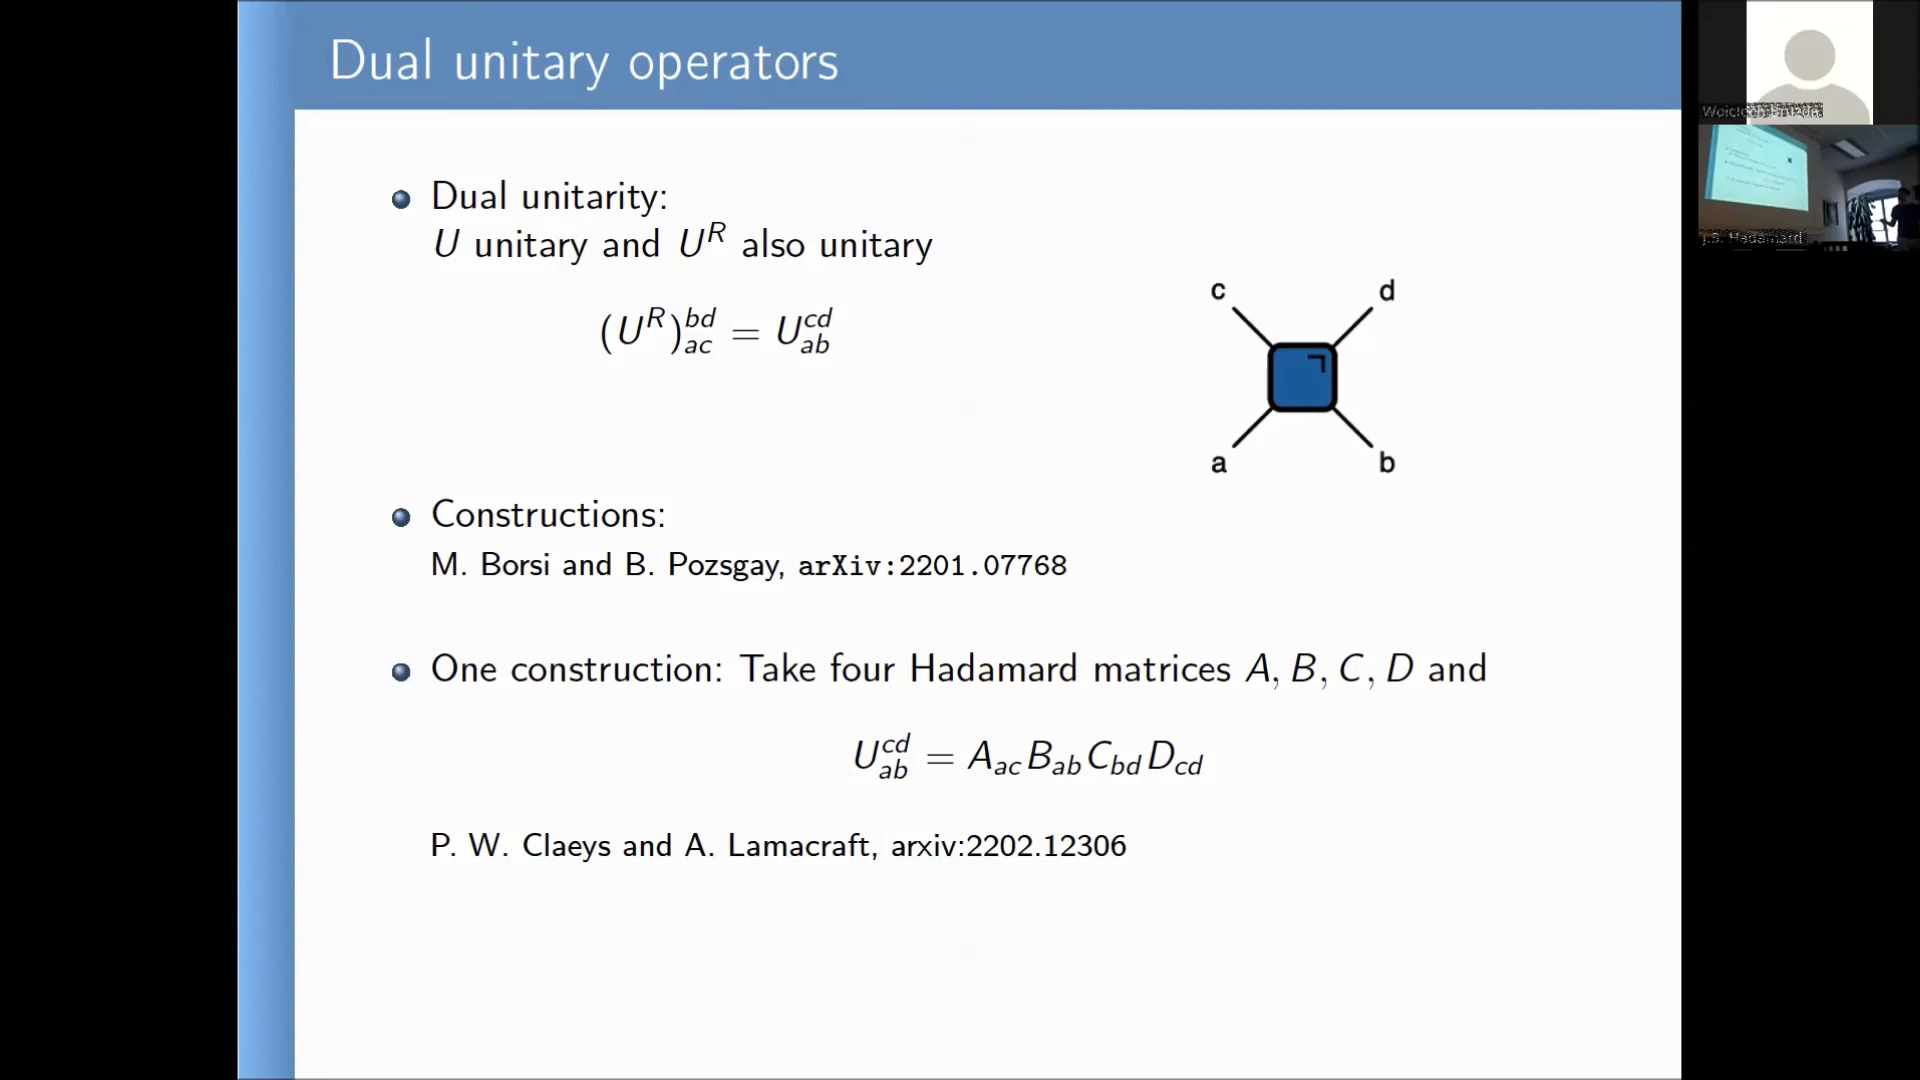 Dual unitary operators
Dual unitarity:
U unitary and U^R also unitary
(U^R)^{bd}_{ac} = U^{cd}_{ab}
c d
a b
Constructions:
M. Borsi and B. Pozsgay, arXiv:2201.07768
One construction: Take four Hadamard matrices A, B, C, D and
U^{cd}_{ab} = A_{ac} B_{ab} C_{bd} D_{cd}
P. W. Claeys and A. Lamacraft, arxiv:2202.12306